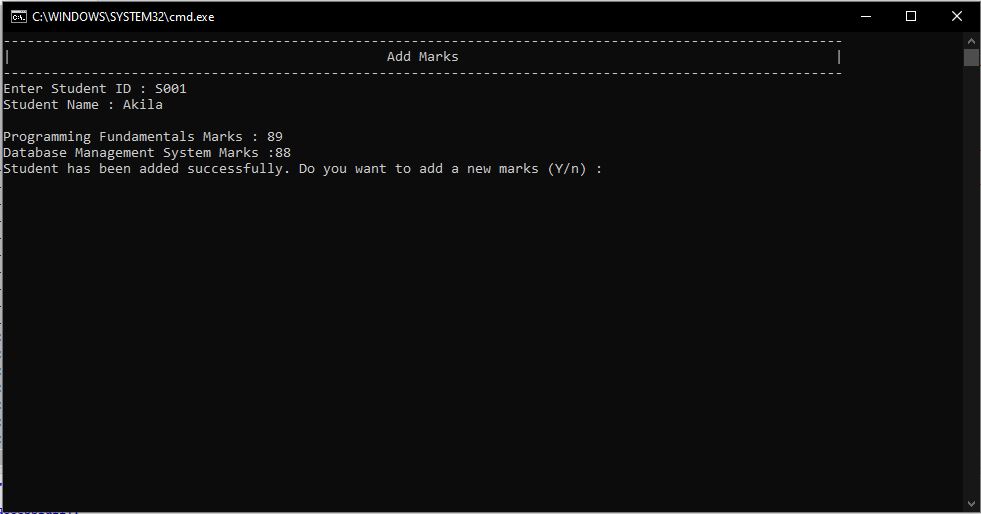 C:\WINDOWS\SYSTEM32\cmd.exe
Add Marks
Enter Student ID : S001
Student Name : Akila
Programming Fundamentals Marks : 89
Database Management System Marks :88
Student has been added successfully. Do you want to add a new marks (Y/n) :